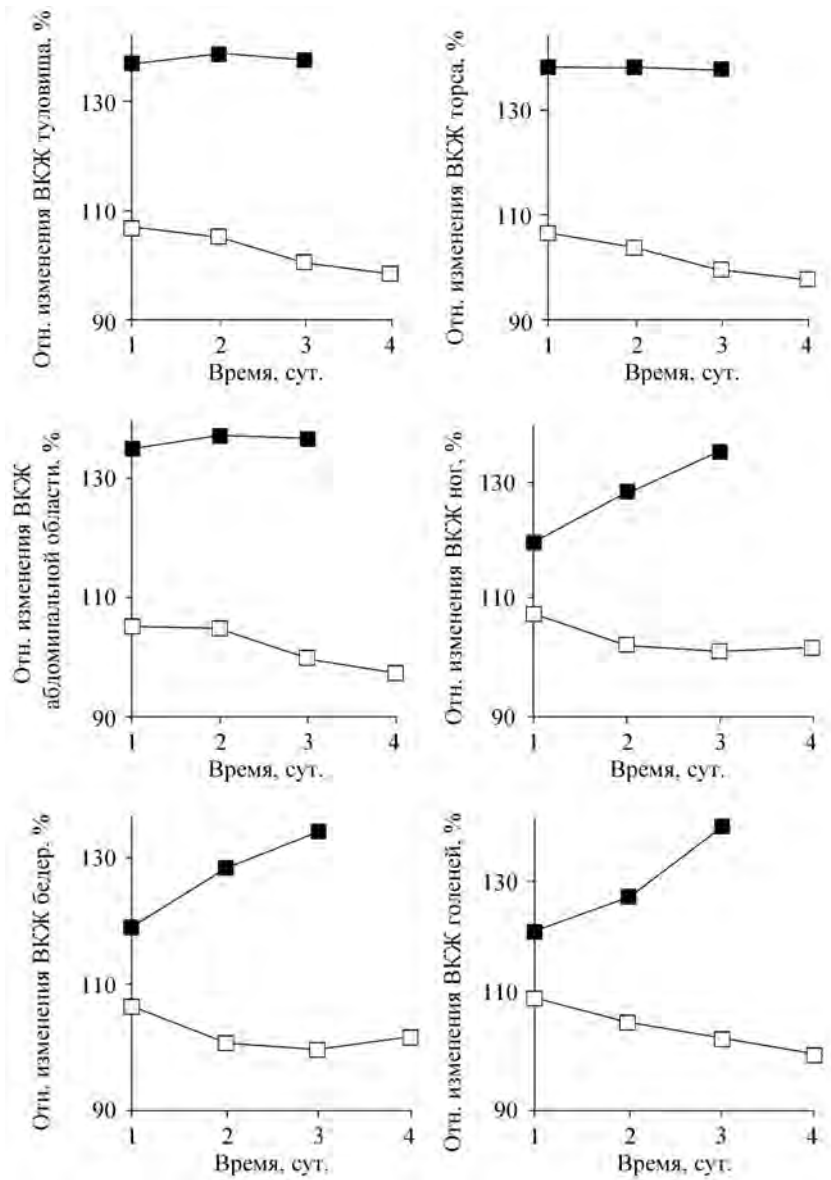 Отн. изменения ВКЖ туловища, %
130
110
90
1 2 3 4
Время, сут.
Отн. изменения ВКЖ торса, %
130
110
90
1 2 3 4
Время, сут.
Отн. изменения ВКЖ
абдоминальной области, %
130
110
90
1 2 3 4
Время, сут.
Отн. изменения ВКЖ ног, %
130
110
90
1 2 3 4
Время, сут.
Отн. изменения ВКЖ бедер, %
130
110
90
1 2 3 4
Время, сут.
Отн. изменения ВКЖ голеней, %
130
110
90
1 2 3 4
Время, сут.